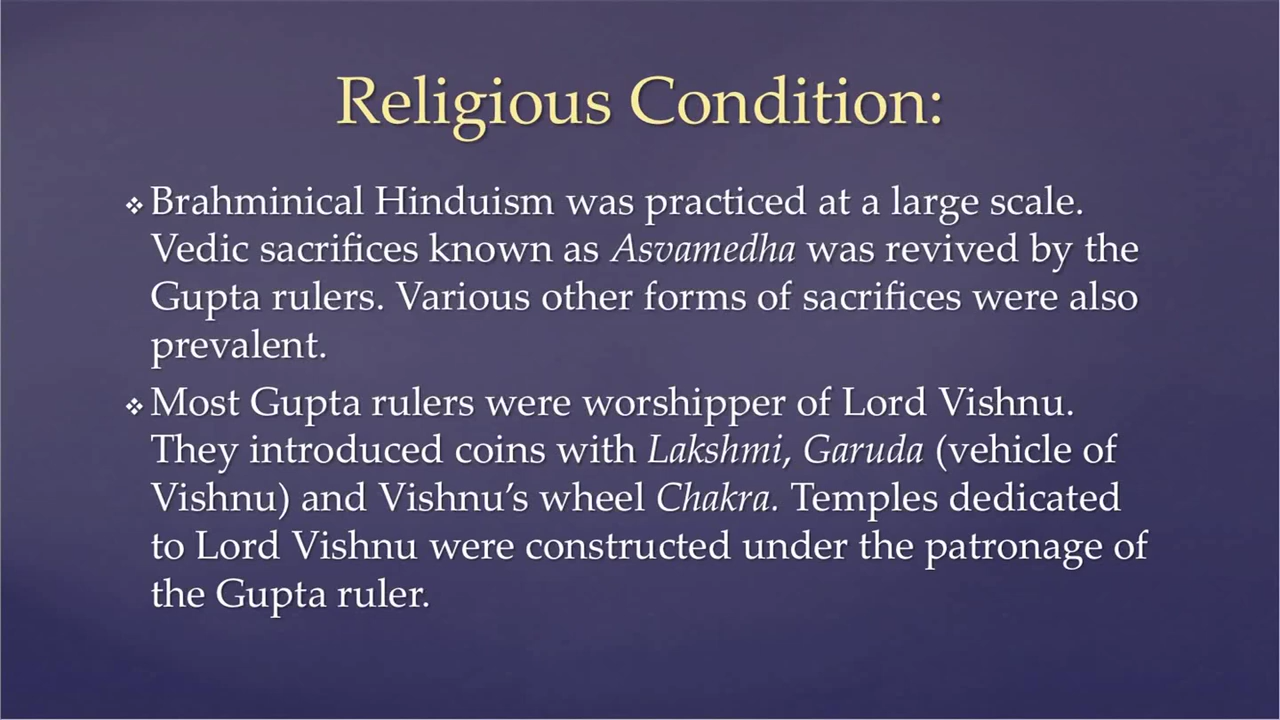 Religious Condition:
❖ Brahminical Hinduism was practiced at a large scale.
Vedic sacrifices known as Asvamedha was revived by the
Gupta rulers. Various other forms of sacrifices were also
prevalent.
❖ Most Gupta rulers were worshipper of Lord Vishnu.
They introduced coins with Lakshmi, Garuda (vehicle of
Vishnu) and Vishnu’s wheel Chakra. Temples dedicated
to Lord Vishnu were constructed under the patronage of
the Gupta ruler.